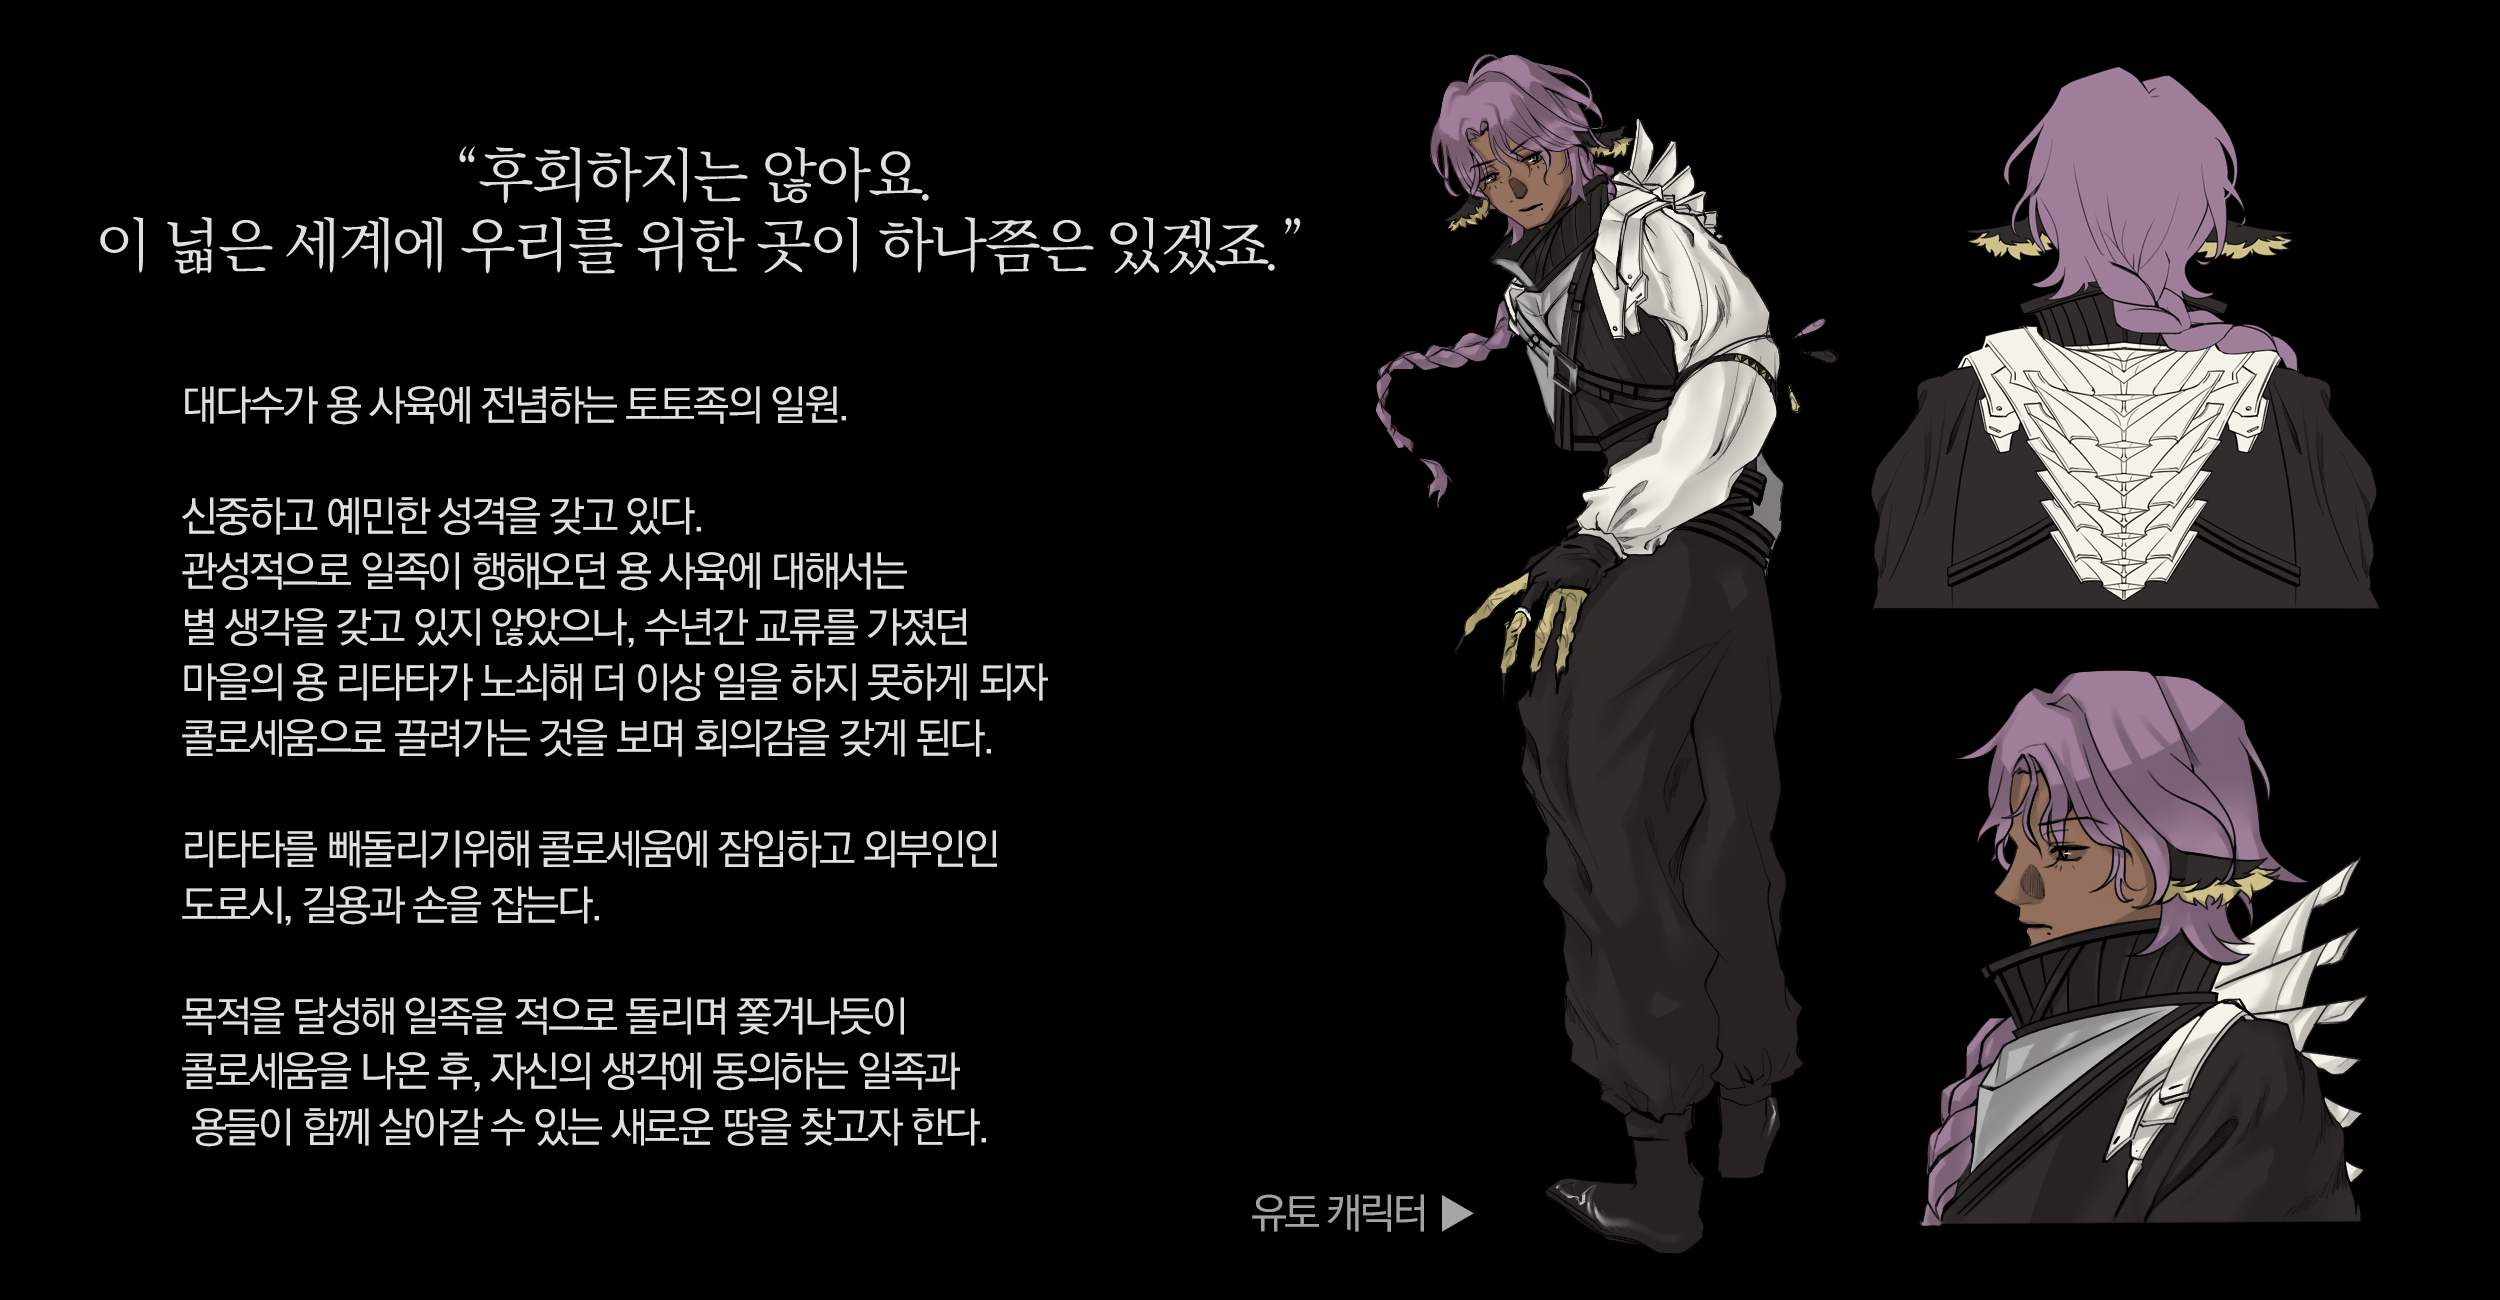 “후회하지는 않아요.
이 넓은 세계에 우리를 위한 곳이 하나쯤은 있겠죠.”
대다수가 용 사육에 전념하는 토토족의 일원.
신중하고 예민한 성격을 갖고 있다.
관성적으로 일족이 행해오던 용 사육에 대해서는
별 생각을 갖고 있지 않았으나, 수년간 교류를 가졌던
마을의 용 리타타가 노쇠해 더 이상 일을 하지 못하게 되자
콜로세움으로 끌려가는 것을 보며 회의감을 갖게 된다.
리타타를 빼돌리기위해 콜로세움에 잠입하고 외부인인
도로시, 길용과 손을 잡는다.
목적을 달성해 일족을 적으로 돌리며 쫓겨나듯이
콜로세움을 나온 후, 자신의 생각에 동의하는 일족과
용들이 함께 살아갈 수 있는 새로운 땅을 찾고자 한다.
유토 캐릭터 ▶